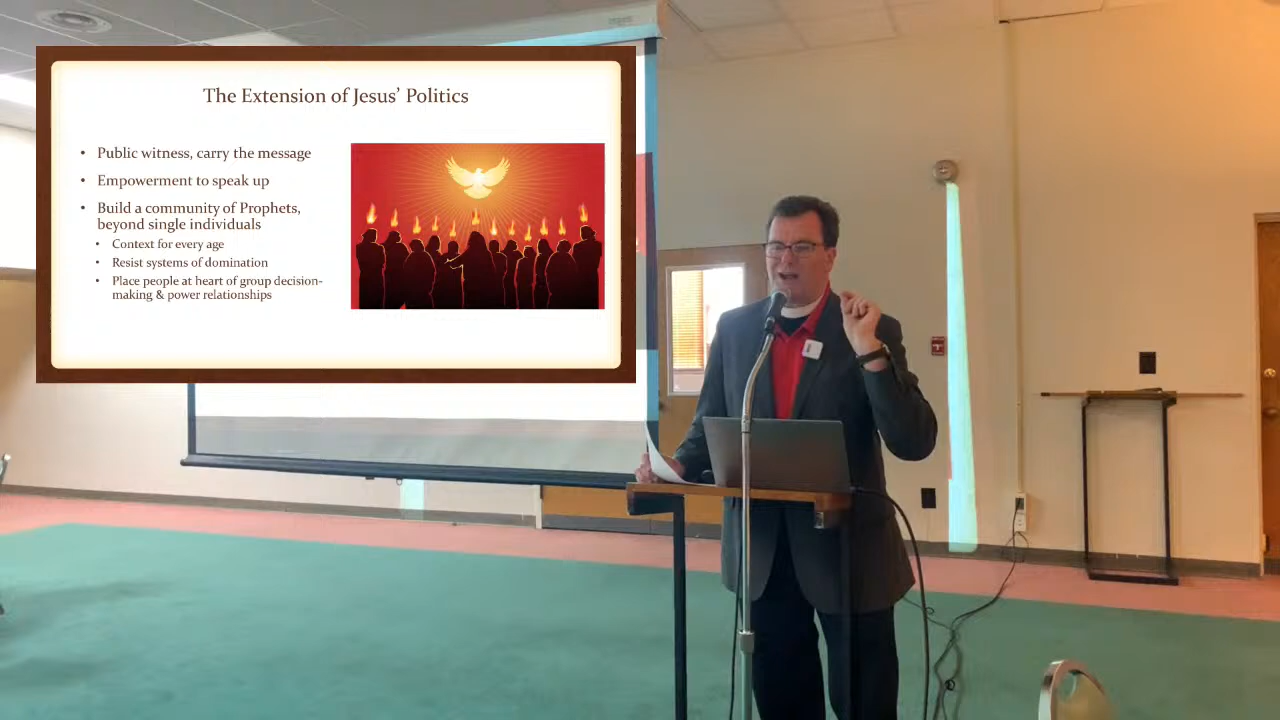 The Extension of Jesus' Politics
• Public witness, carry the message
• Empowerment to speak up
• Build a community of Prophets,
beyond single individuals
• Context for every age
• Resist systems of domination
• Place people at heart of group decision-
making & power relationships